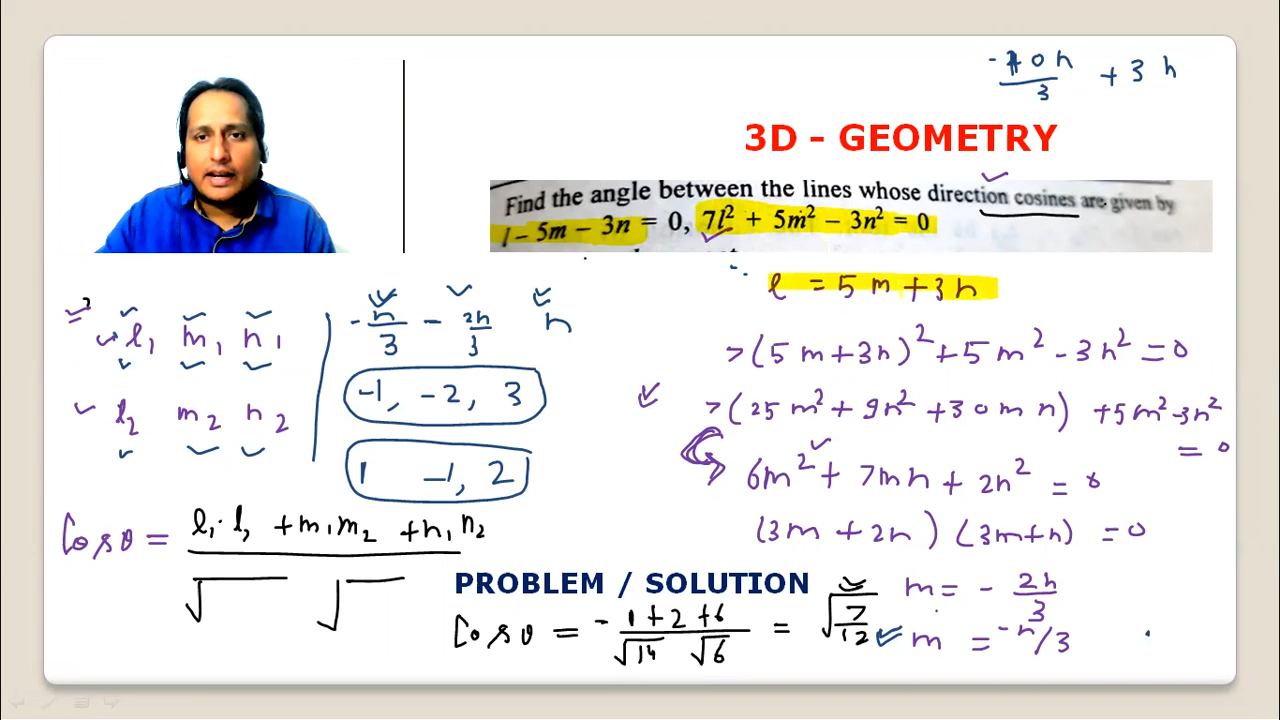 -10n/3 + 3n
3D – GEOMETRY
Find the angle between the lines whose direction cosines are given by
l – 5m – 3n = 0, 7l² + 5m² – 3n² = 0
∴ l = 5m + 3n
⇒ l₁ m₁ n₁
l₂ m₂ n₂
-n/3 - 2n/3 n
-1, -2, 3
1 -1, 2
> (5m+3n)² + 5m² - 3n² = 0
> (25m² + 9n² + 30mn) + 5m² - 3n² = 0
6m² + 7mn + 2n² = 0
(3m + 2n) (3m+n) = 0
m = - 2n/3
m = -n/3
Cos θ = l₁·l₂ + m₁m₂ + n₁n₂ / √ √
PROBLEM / SOLUTION
Cos θ = -1+2+6 / √14 √6 = √7/12